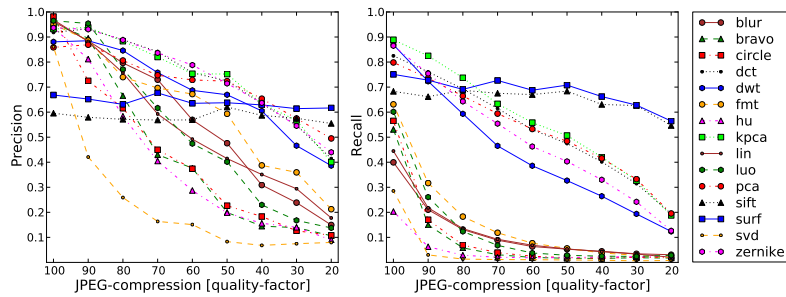 1.0
0.9
0.8
0.7
0.6
0.5
0.4
0.3
0.2
0.1
Precision
100 90 80 70 60 50 40 30 20
JPEG-compression [quality-factor]
1.0
0.9
0.8
0.7
0.6
0.5
0.4
0.3
0.2
0.1
Recall
100 90 80 70 60 50 40 30 20
JPEG-compression [quality-factor]
blur
bravo
circle
dct
dwt
fmt
hu
kpca
lin
luo
pca
sift
surf
svd
zernike